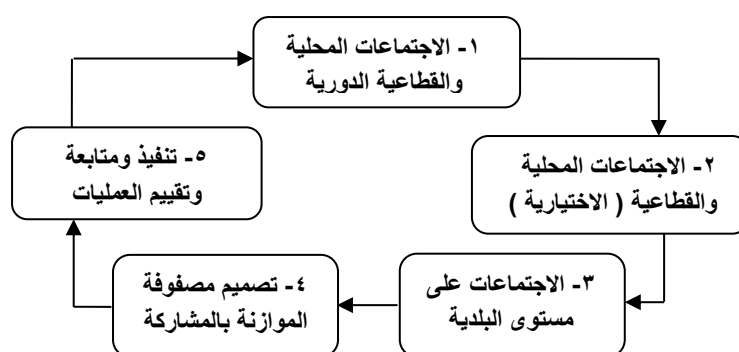 ١- الاجتماعات المحلية
والقطاعية الدورية
٢- الاجتماعات المحلية
والقطاعية ( الاختيارية )
٣- الاجتماعات على
مستوى البلدية
٤- تصميم مصفوفة
الموازنة بالمشاركة
٥- تنفيذ ومتابعة
وتقييم العمليات